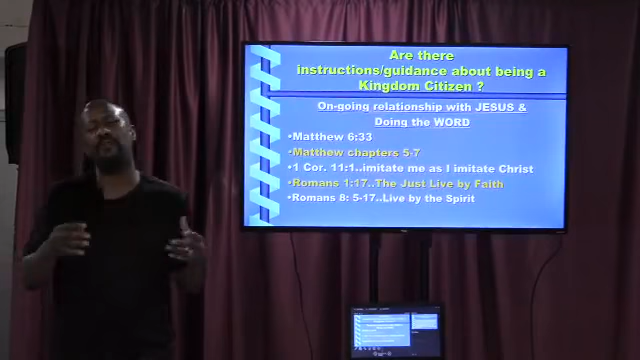 Are there
instructions/guidance about being a
Kingdom Citizen ?
On-going relationship with JESUS &
Doing the WORD
•Matthew 6:33
•Matthew chapters 5-7
•1 Cor. 11:1..imitate me as I imitate Christ
•Romans 1:17..The Just Live by Faith
•Romans 8: 5-17..Live by the Spirit